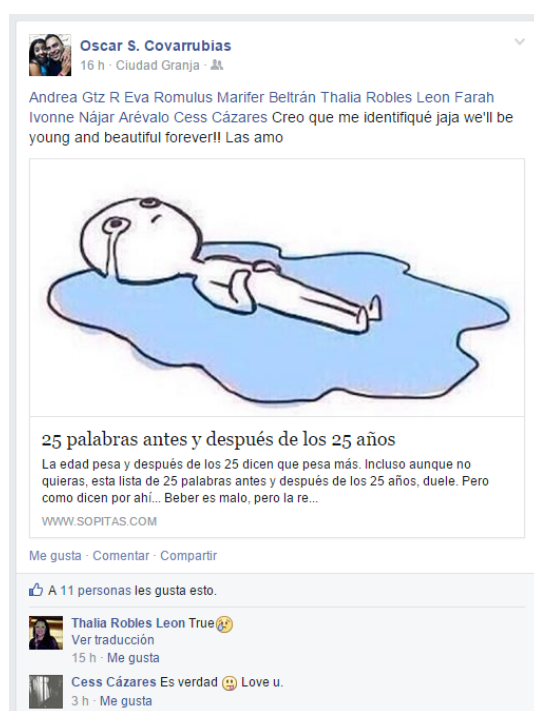 Oscar S. Covarrubias
16 h · Ciudad Granja ·
Andrea Gtz R Eva Romulus Marifer Beltrán Thalia Robles Leon Farah
Ivonne Nájar Arévalo Cess Cázares Creo que me identifiqué jaja we'll be
young and beautiful forever!! Las amo
25 palabras antes y después de los 25 años
La edad pesa y después de los 25 dicen que pesa más. Incluso aunque no
quieras, esta lista de 25 palabras antes y después de los 25 años, duele. Pero
como dicen por ahí... Beber es malo, pero la re...
WWW.SOPITAS.COM
Me gusta · Comentar · Compartir
A 11 personas les gusta esto.
Thalia Robles Leon True
Ver traducción
15 h · Me gusta
Cess Cázares Es verdad Love u.
3 h · Me gusta